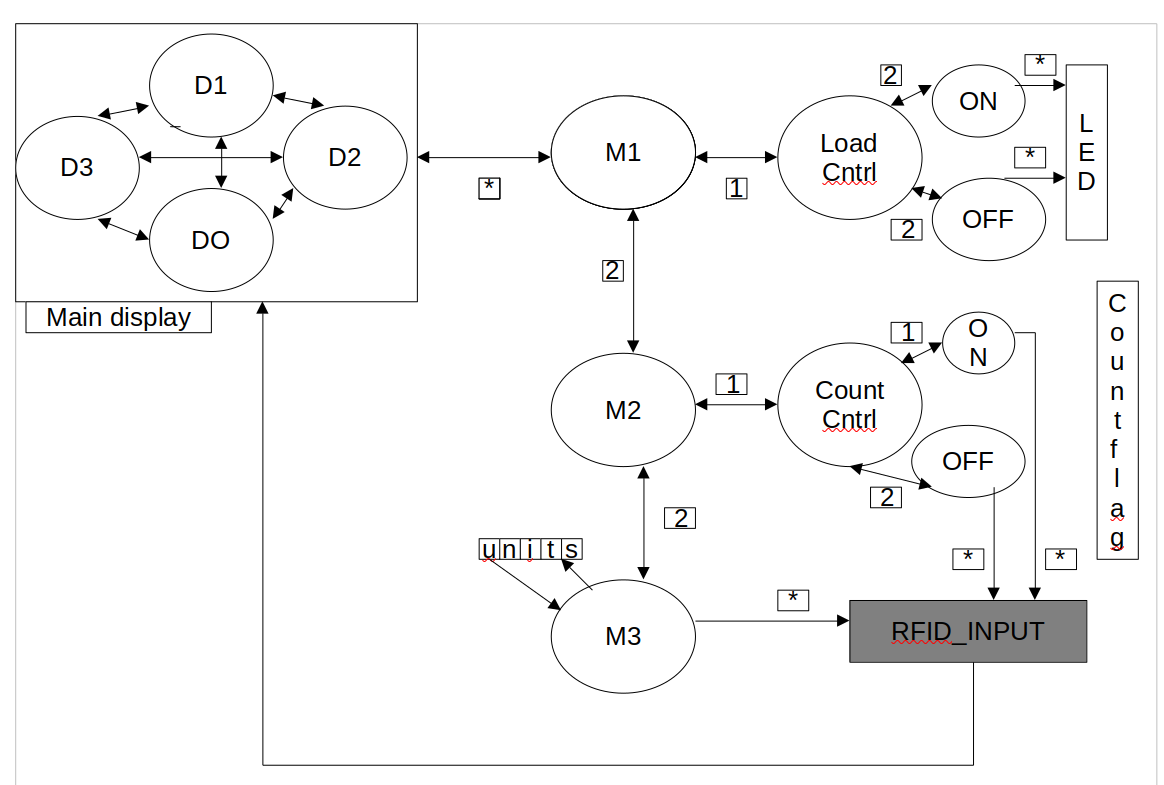 D1
D3
D2
DO
Main display
*
M1
1
Load
Cntrl
2
ON
*
2
OFF
*
L
E
D
2
M2
1
Count
Cntrl
1
O
N
2
OFF
*
*
C
o
u
n
t
f
l
a
g
2
units
M3
*
RFID_INPUT